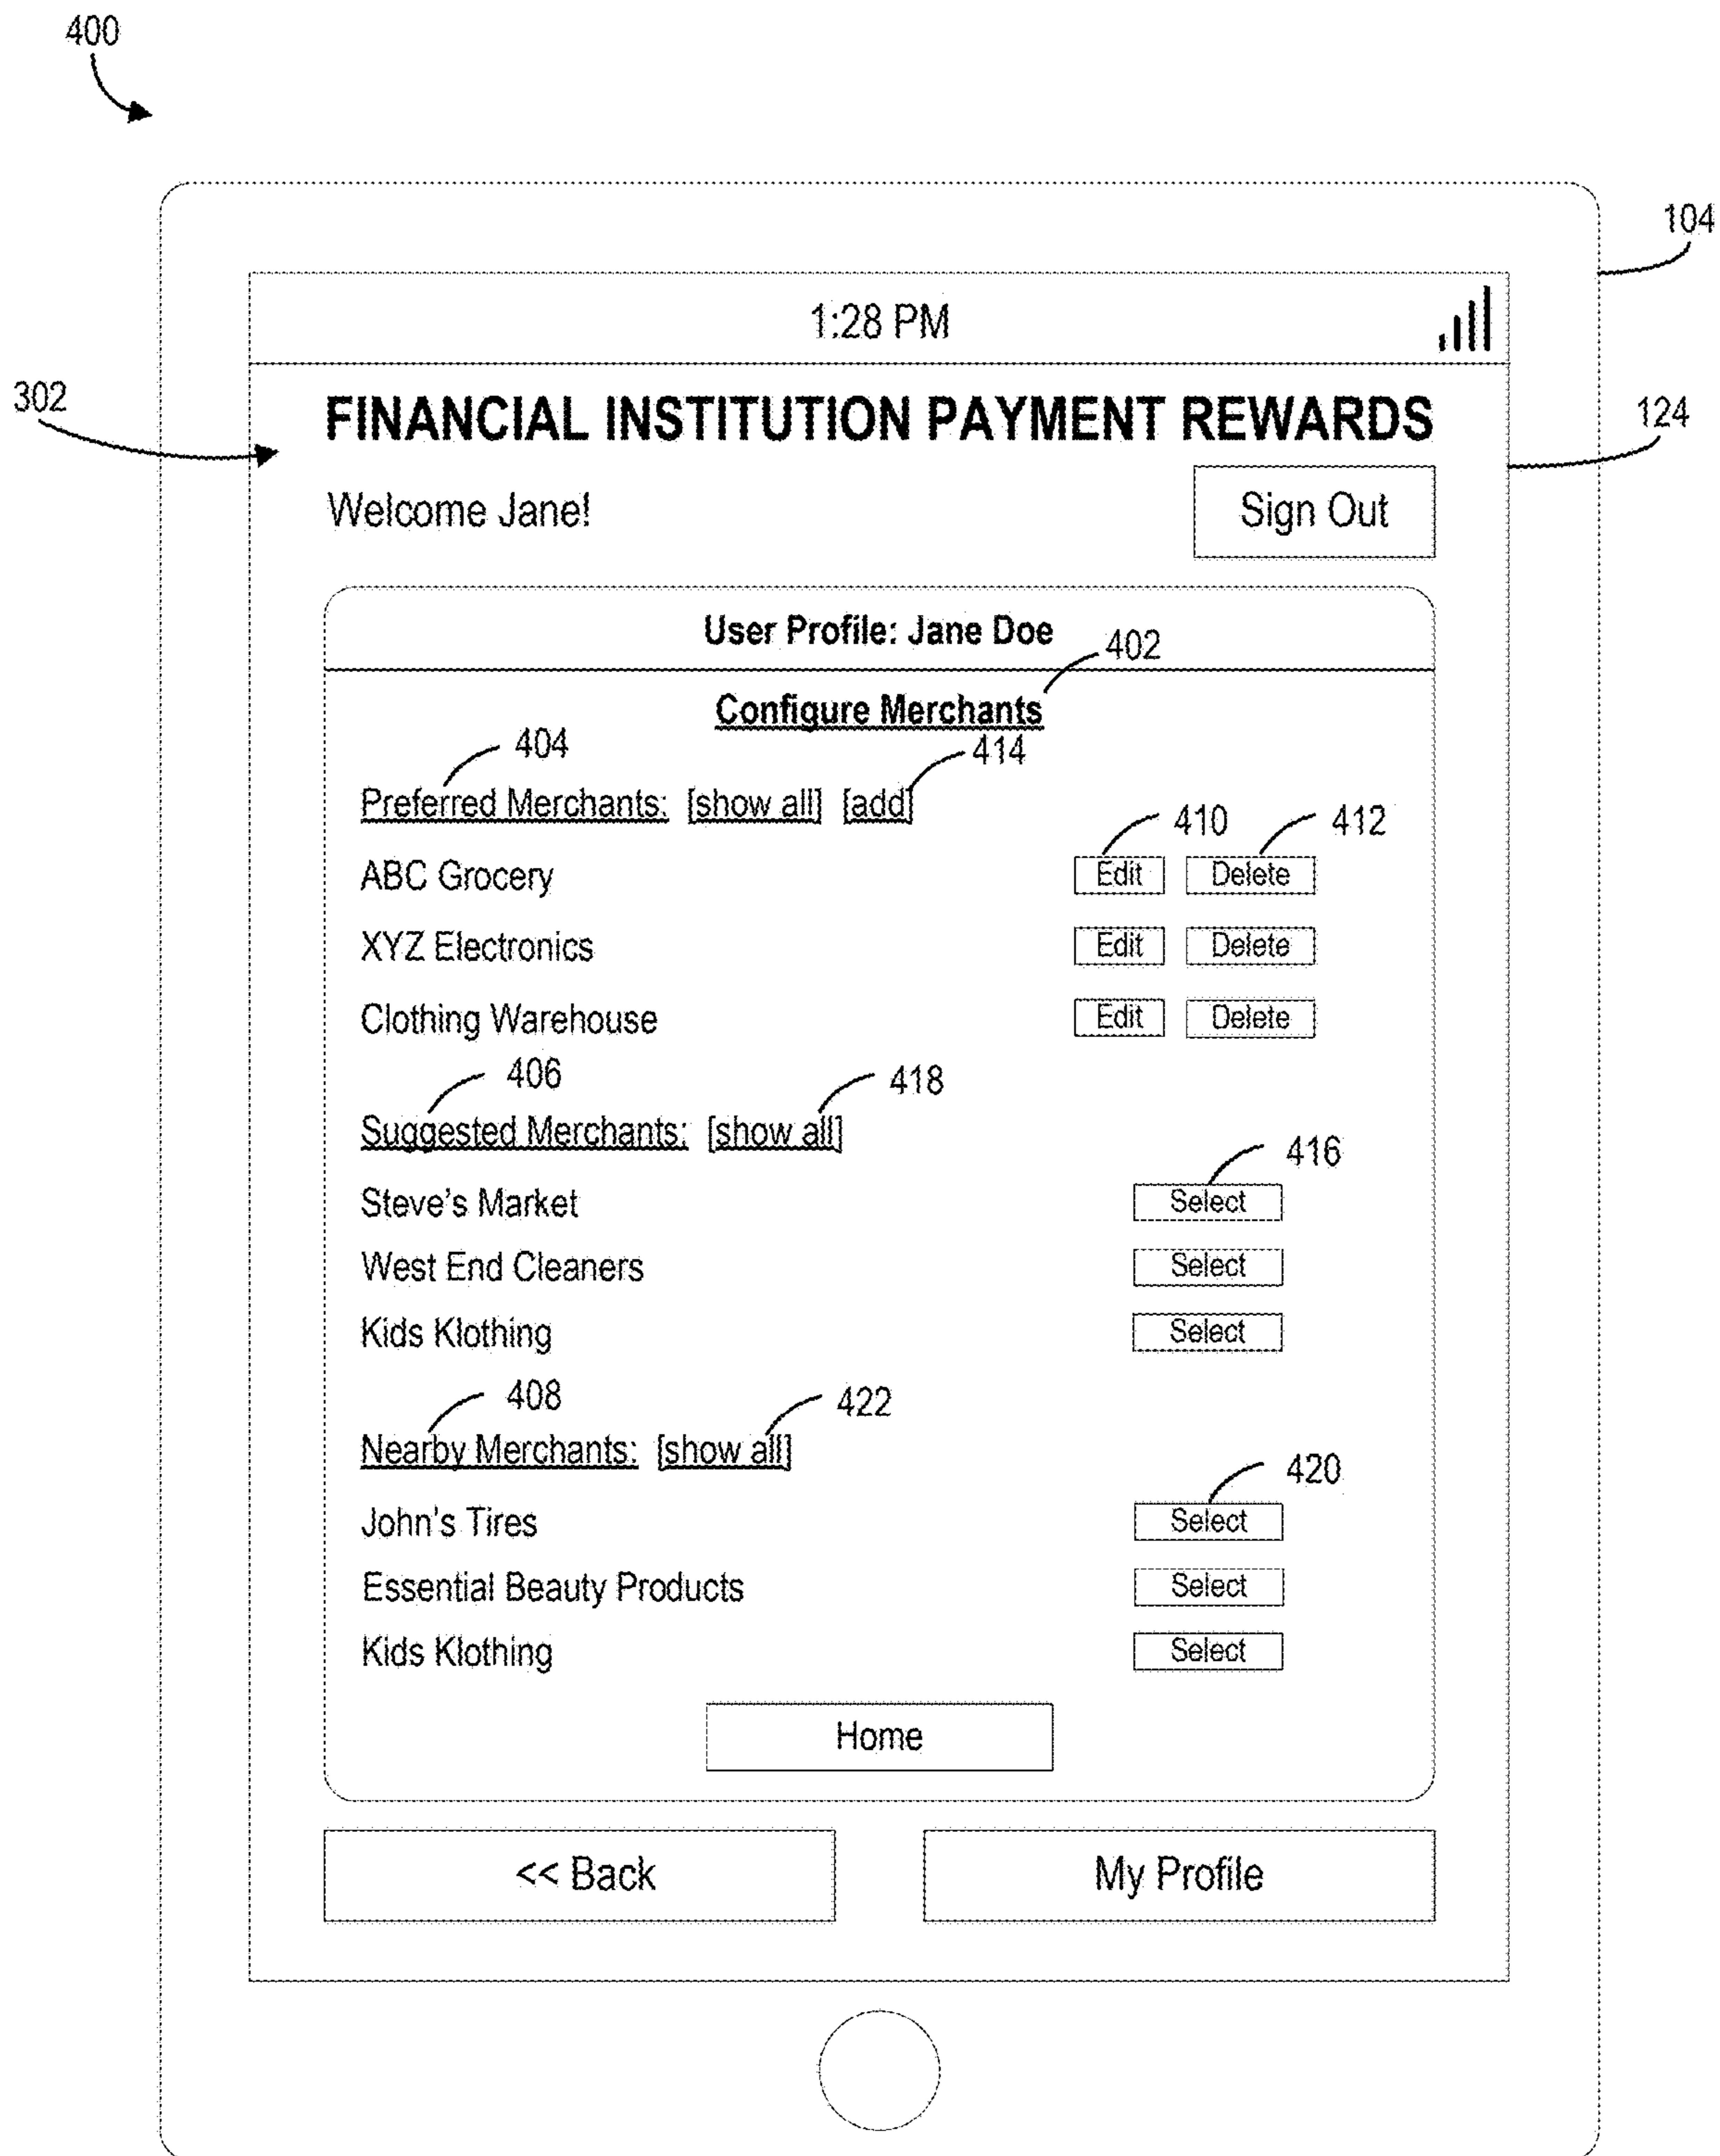 400
104
1:28 PM
302
FINANCIAL INSTITUTION PAYMENT REWARDS
124
Welcome Jane!
Sign Out
User Profile: Jane Doe
402
Configure Merchants
404
414
Preferred Merchants: [show all] [add]
410
412
ABC Grocery Edit Delete
XYZ Electronics Edit Delete
Clothing Warehouse Edit Delete
406
418
Suggested Merchants: [show all]
416
Steve's Market Select
West End Cleaners Select
Kids Klothing Select
408
422
Nearby Merchants: [show all]
420
John's Tires Select
Essential Beauty Products Select
Kids Klothing Select
Home
<< Back
My Profile